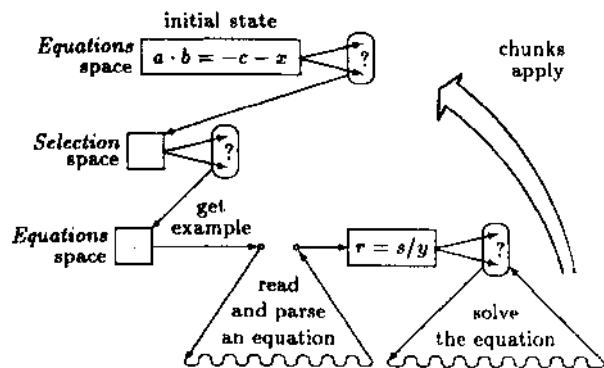 initial state
Equations
space
a · b = −c − x
?
chunks
apply
Selection
space
?
Equations
space
get
example
r = s/y
?
read
and parse
an equation
solve
the equation